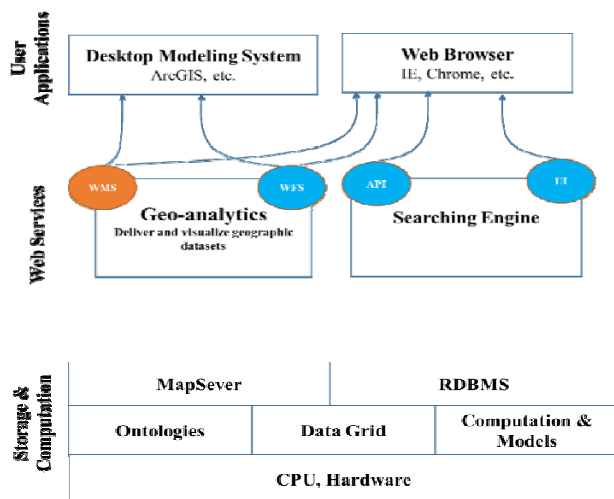 User
Applications
Desktop Modeling System
ArcGIS, etc.
Web Browser
IE, Chrome, etc.
Web Services
WMS
WFS
API
UI
Geo-analytics
Deliver and visualize geographic
datasets
Searching Engine
Storage &
Computation
MapSever
RDBMS
Ontologies
Data Grid
Computation &
Models
CPU, Hardware